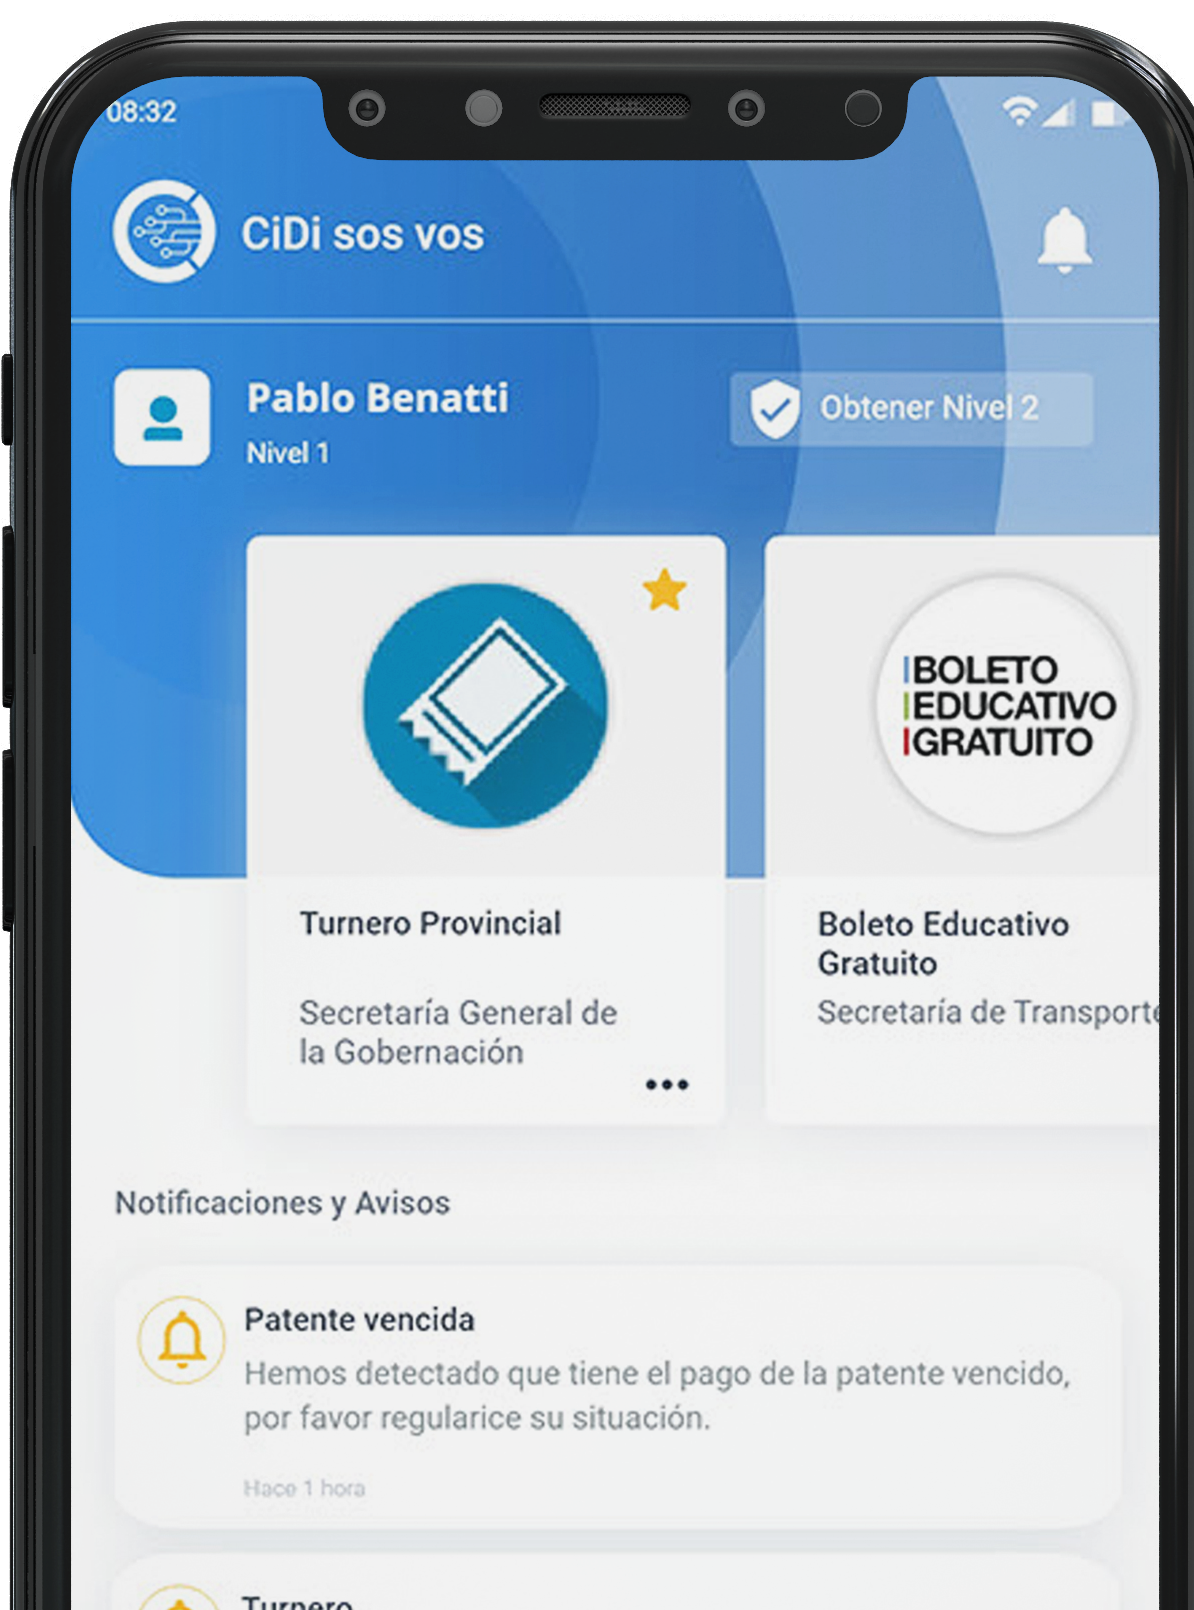 08:32
CiDi sos vos
Pablo Benatti
Nivel 1
Obtener Nivel 2
BOLETO
EDUCATIVO
GRATUITO
Turnero Provincial
Secretaría General de
la Gobernación
Boleto Educativo
Gratuito
Secretaría de Transporte
Notificaciones y Avisos
Patente vencida
Hemos detectado que tiene el pago de la patente vencido,
por favor regularice su situación.
Hace 1 hora
Turnero